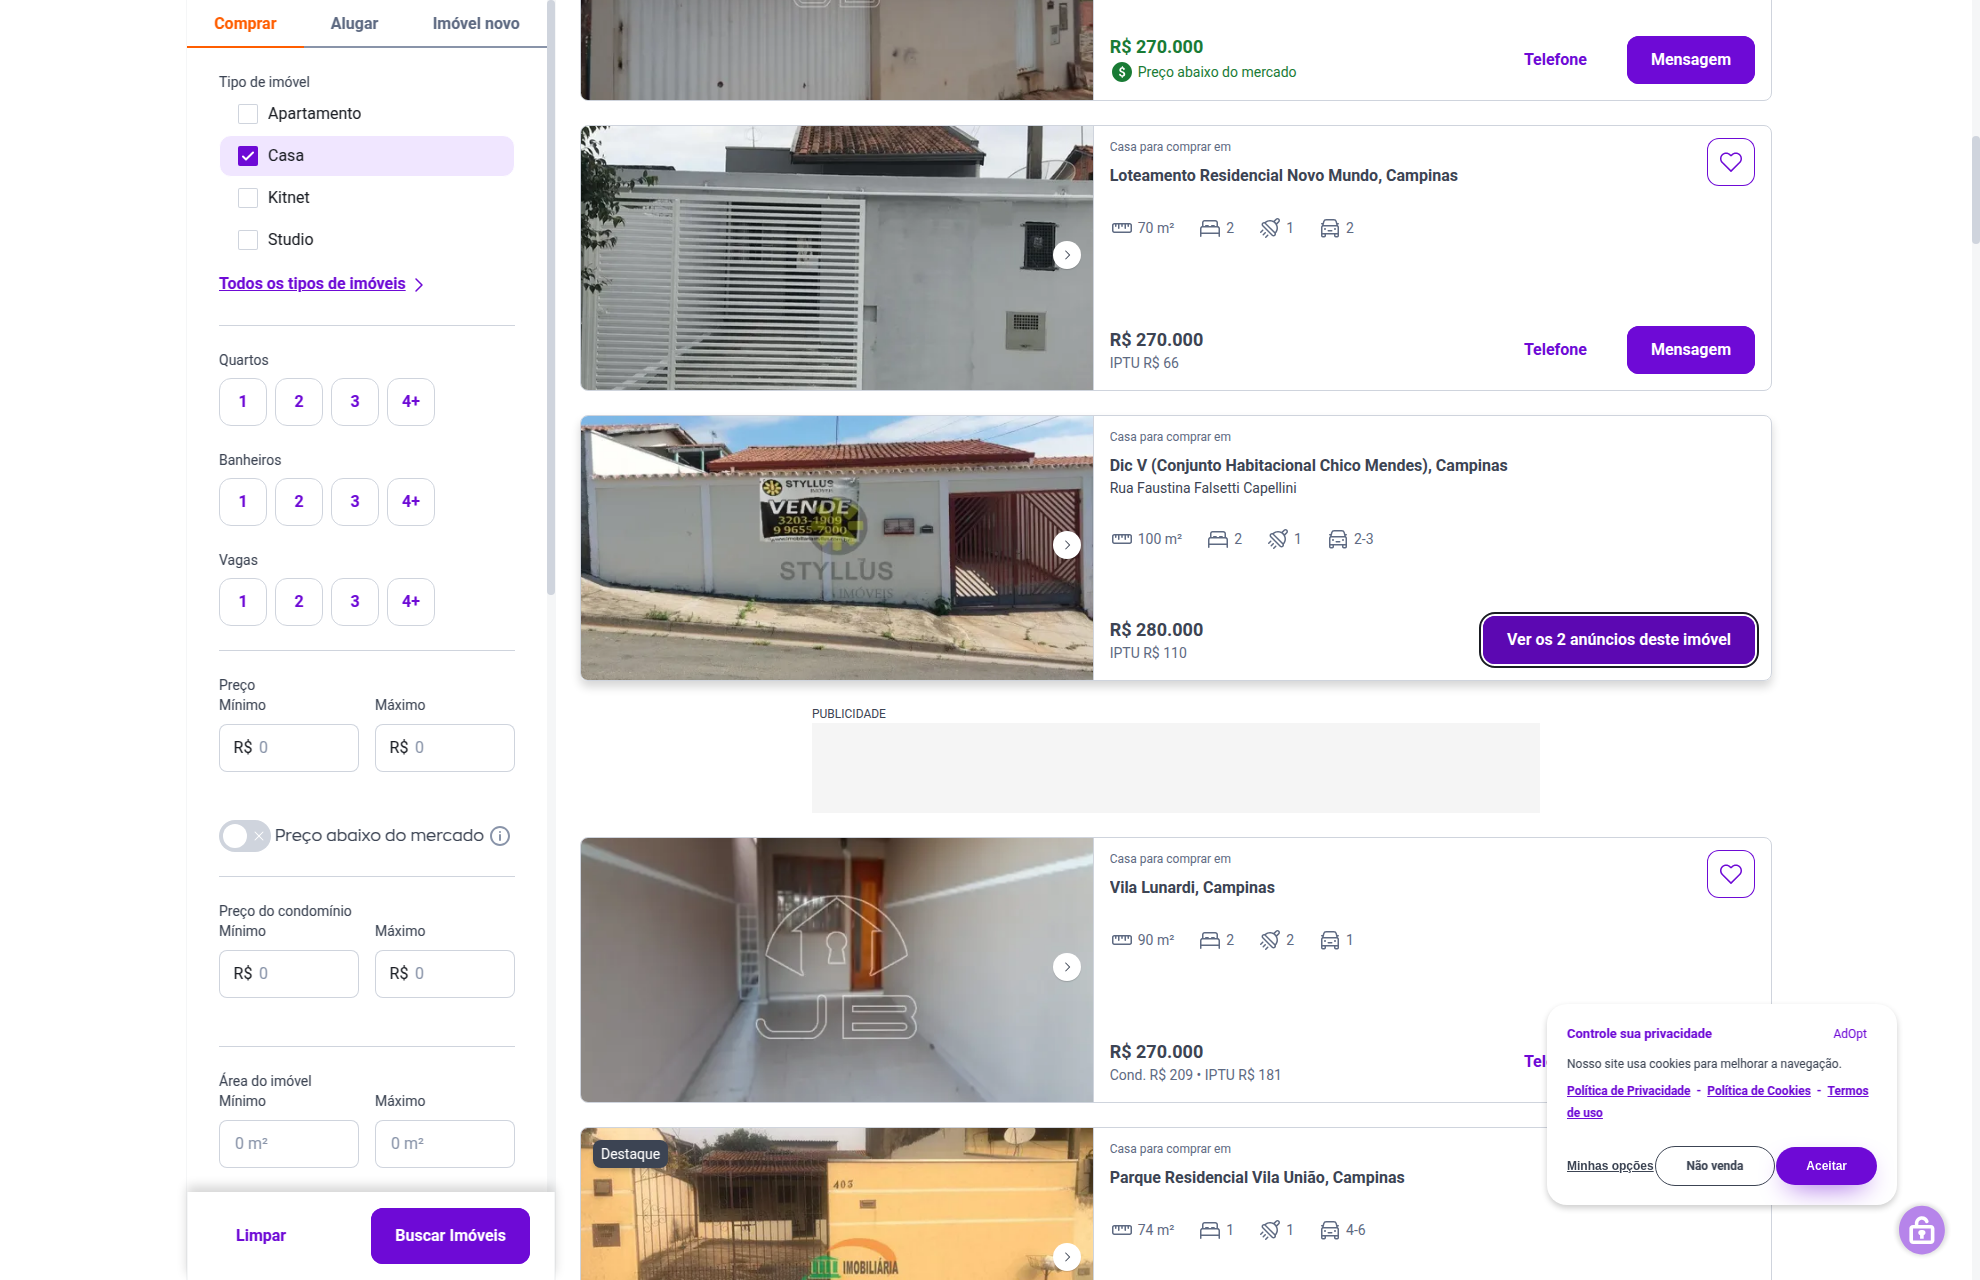 Comprar
Alugar
Imóvel novo
Tipo de imóvel
Apartamento
Casa
Kitnet
Studio
Todos os tipos de imóveis
Quartos
1
2
3
4+
Banheiros
1
2
3
4+
Vagas
1
2
3
4+
Preço
Mínimo
Máximo
R$ 0
R$ 0
Preço abaixo do mercado
Preço do condomínio
Mínimo
Máximo
R$ 0
R$ 0
Área do imóvel
Mínimo
Máximo
0 m²
0 m²
Limpar
Buscar Imóveis
R$ 270.000
Preço abaixo do mercado
Telefone
Mensagem
Casa para comprar em
Loteamento Residencial Novo Mundo, Campinas
70 m²
2
1
2
R$ 270.000
IPTU R$ 66
Telefone
Mensagem
STYLLUS
VENDE
3203-4909
9 9655-7000
STYLLUS
IMÓVEIS
Casa para comprar em
Dic V (Conjunto Habitacional Chico Mendes), Campinas
Rua Faustina Falsetti Capellini
100 m²
2
1
2-3
R$ 280.000
IPTU R$ 110
Ver os 2 anúncios deste imóvel
PUBLICIDADE
JB
Casa para comprar em
Vila Lunardi, Campinas
90 m²
2
2
1
R$ 270.000
Cond. R$ 209 • IPTU R$ 181
Tel
Destaque
403
IMOBILIÁRIA
Casa para comprar em
Parque Residencial Vila União, Campinas
74 m²
1
1
4-6
Controle sua privacidade
AdOpt
Nosso site usa cookies para melhorar a navegação.
Política de Privacidade - Política de Cookies - Termos
de uso
Minhas opções
Não venda
Aceitar